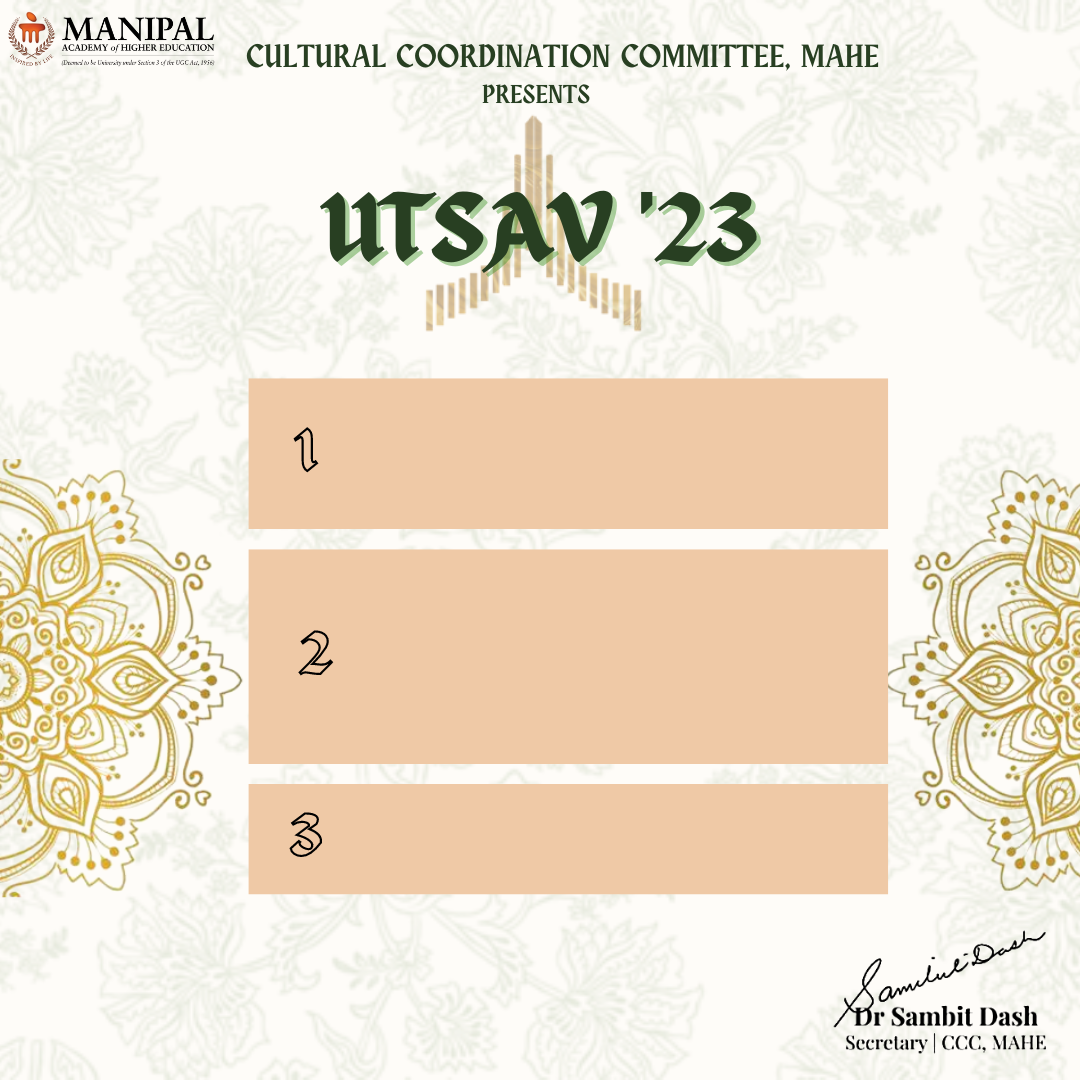 MANIPAL
ACADEMY of HIGHER EDUCATION
(Deemed to be University under Section 3 of the UGC Act, 1956)
INSPIRED BY LIFE
CULTURAL COORDINATION COMMITTEE, MAHE
PRESENTS
UTSAV '23
1
2
3
Sambit Dash
Dr Sambit Dash
Secretary | CCC, MAHE